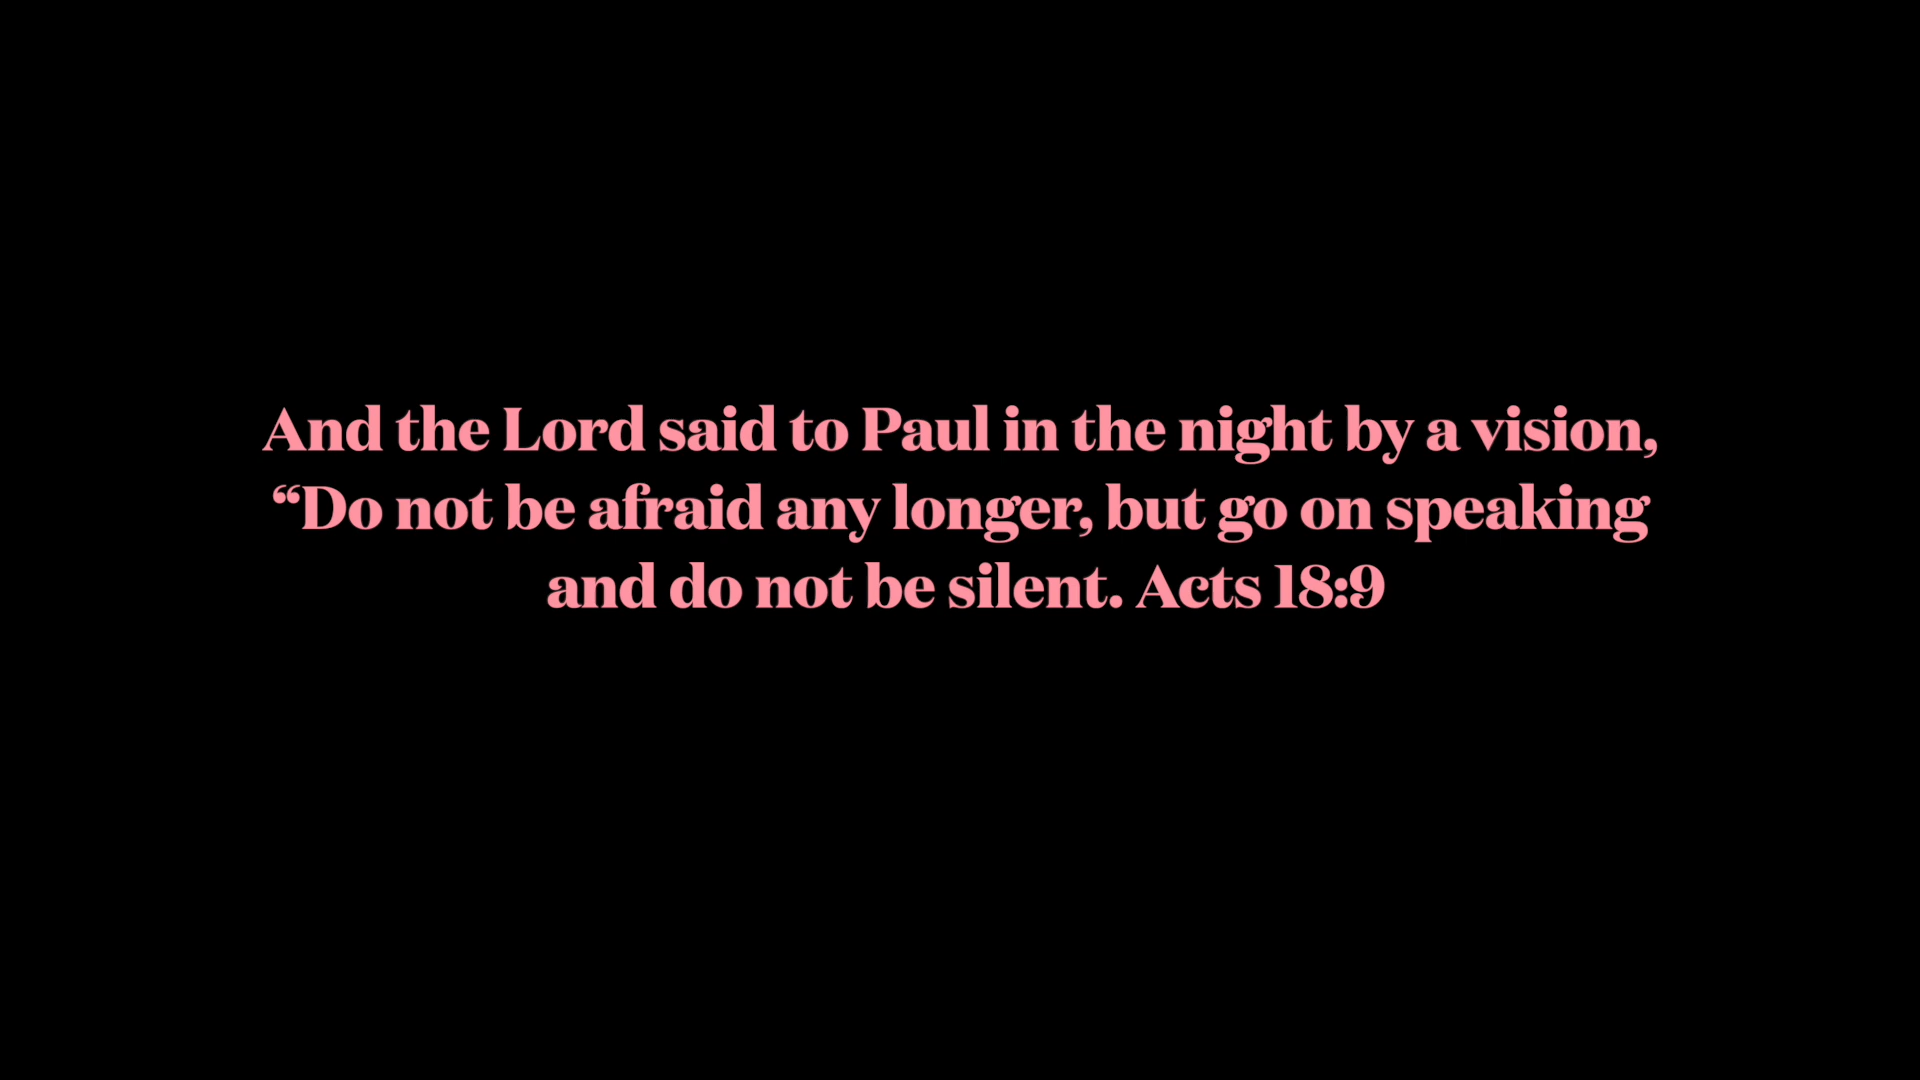 And the Lord said to Paul in the night by a vision,
“Do not be afraid any longer, but go on speaking
and do not be silent. Acts 18:9